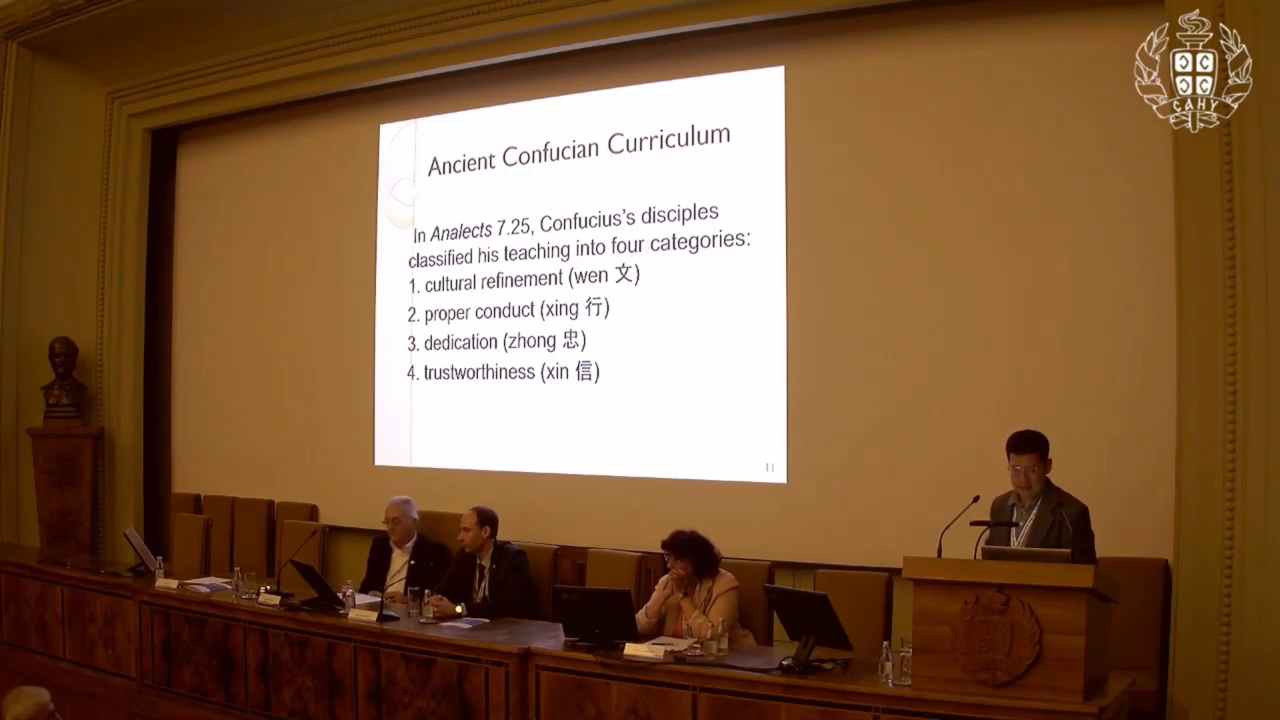 Ancient Confucian Curriculum
In Analects 7.25, Confucius's disciples
classified his teaching into four categories:
1. cultural refinement (wen 文)
2. proper conduct (xing 行)
3. dedication (zhong 忠)
4. trustworthiness (xin 信)
11
САНУ